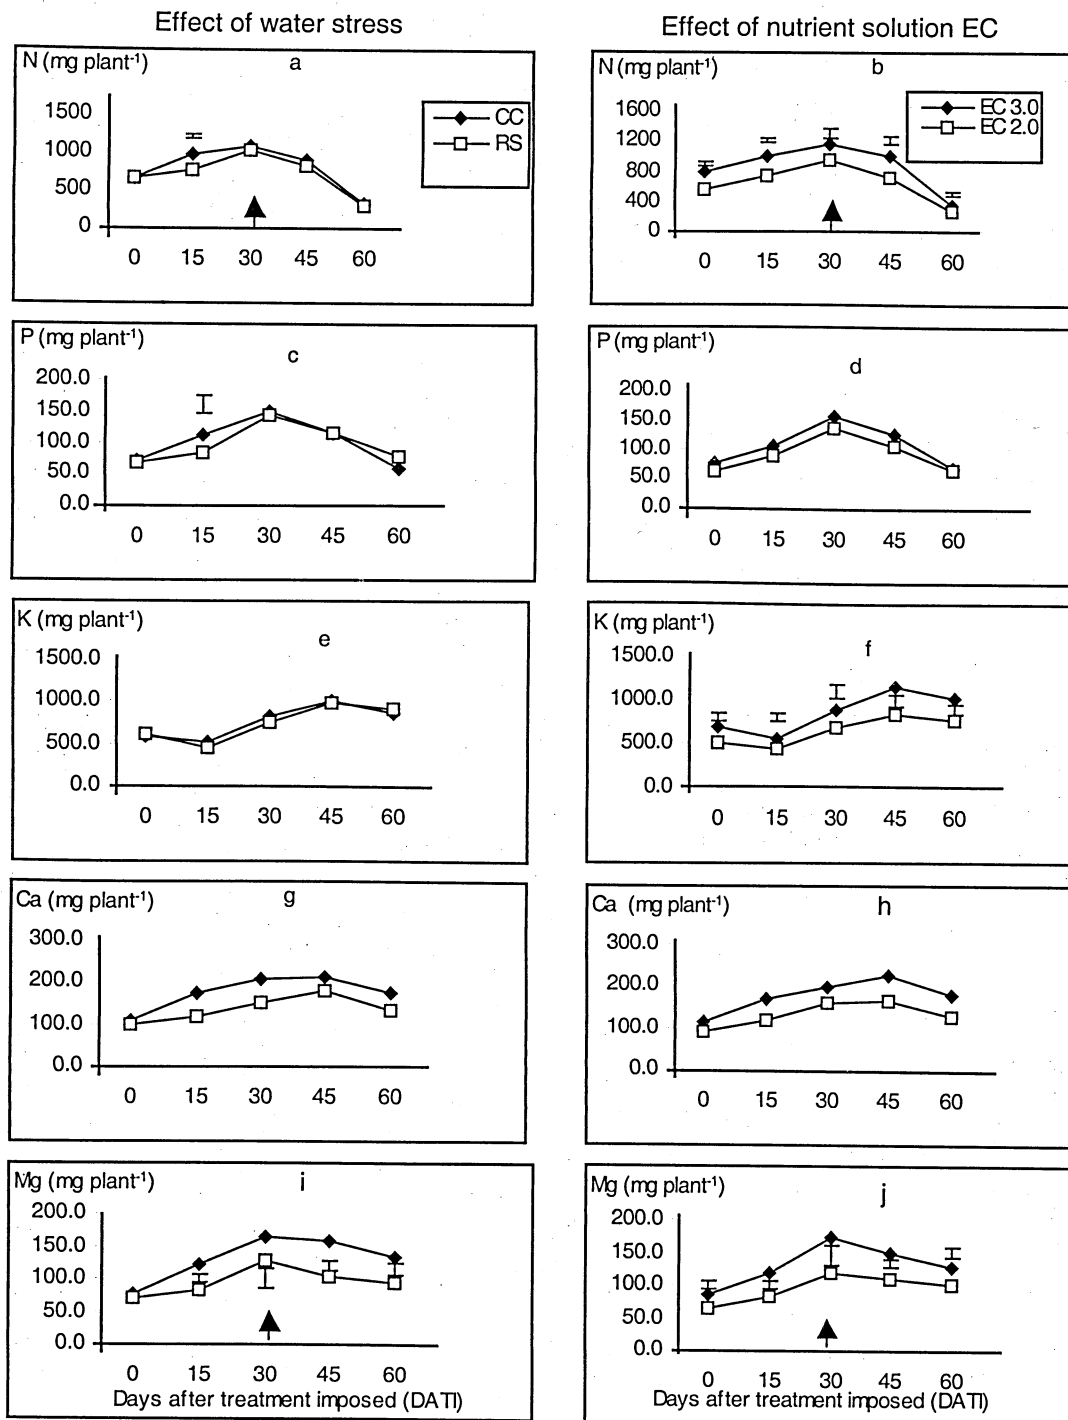 Effect of water stress
Effect of nutrient solution EC
N (mg plant⁻¹)
a
1500
1000
500
0
CC
RS
0 15 30 45 60
N (mg plant⁻¹)
b
1600
1200
800
400
0
EC 3.0
EC 2.0
0 15 30 45 60
P (mg plant⁻¹)
c
200.0
150.0
100.0
50.0
0.0
0 15 30 45 60
P (mg plant⁻¹)
d
200.0
150.0
100.0
50.0
0.0
0 15 30 45 60
K (mg plant⁻¹)
e
1500.0
1000.0
500.0
0.0
0 15 30 45 60
K (mg plant⁻¹)
f
1500.0
1000.0
500.0
0.0
0 15 30 45 60
Ca (mg plant⁻¹)
g
300.0
200.0
100.0
0.0
0 15 30 45 60
Ca (mg plant⁻¹)
h
300.0
200.0
100.0
0.0
0 15 30 45 60
Mg (mg plant⁻¹)
i
200.0
150.0
100.0
50.0
0.0
0 15 30 45 60
Days after treatment imposed (DATI)
Mg (mg plant⁻¹)
j
200.0
150.0
100.0
50.0
0.0
0 15 30 45 60
Days after treatment imposed (DATI)